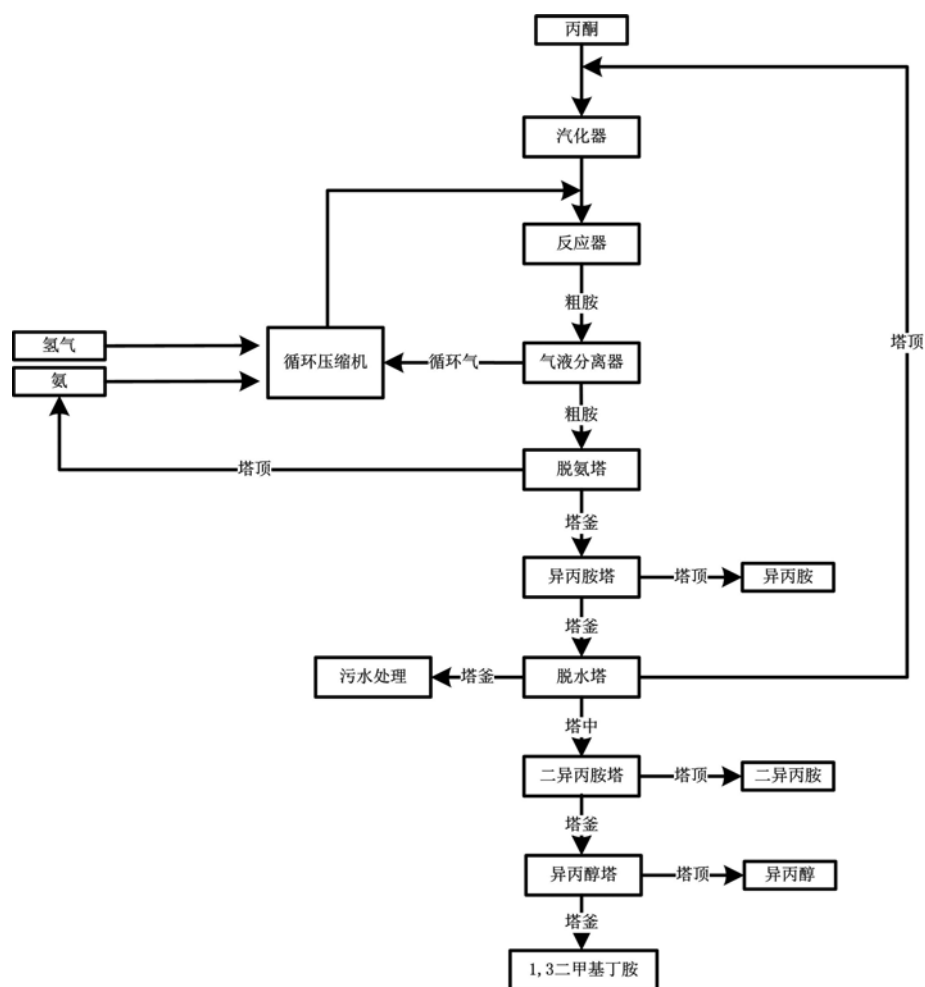 丙酮
汽化器
反应器
粗胺
氢气
氨
循环压缩机
循环气
气液分离器
塔顶
粗胺
塔顶
脱氨塔
塔釜
异丙胺塔
塔顶
异丙胺
塔釜
污水处理
塔釜
脱水塔
塔中
二异丙胺塔
塔顶
二异丙胺
塔釜
异丙醇塔
塔顶
异丙醇
塔釜
1,3二甲基丁胺